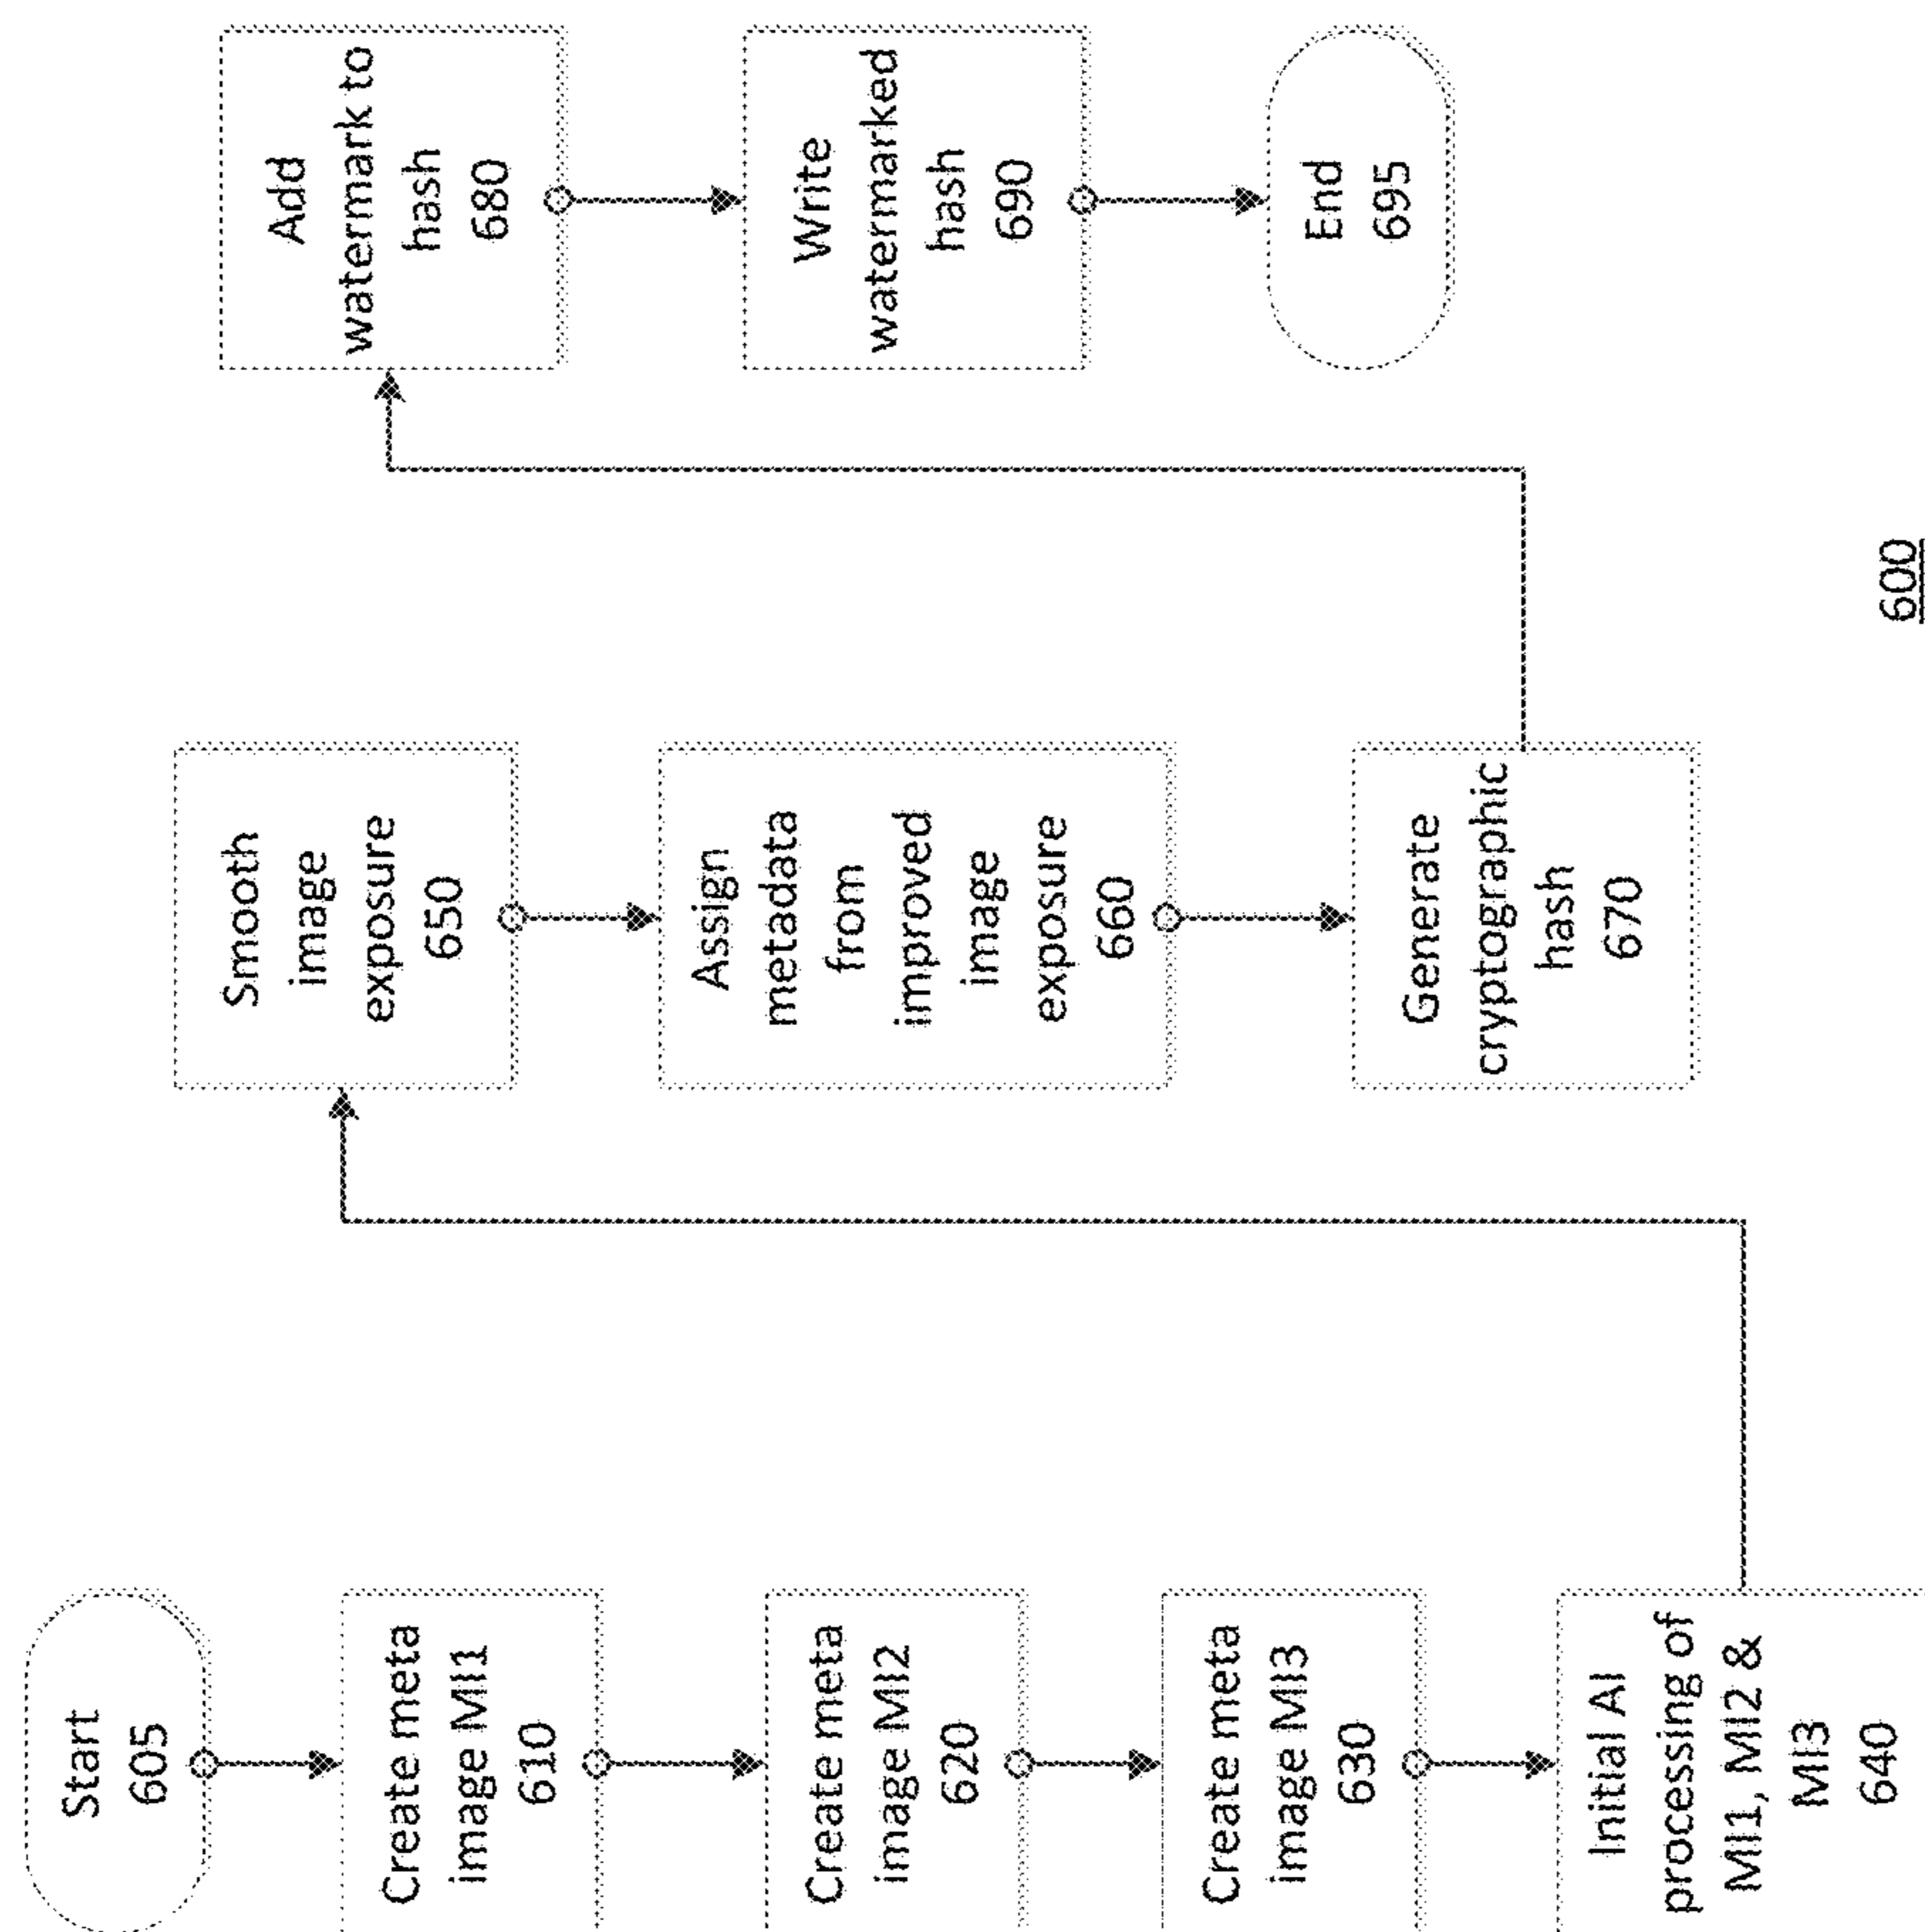 Start
605
Create meta
image MI1
610
Create meta
image MI2
620
Create meta
image MI3
630
Initial AI
processing of
MI1, MI2 &
MI3
640
Smooth
image
exposure
650
Assign
metadata
from
improved
image
exposure
660
Generate
cryptographic
hash
670
Add
watermark to
hash
680
Write
watermarked
hash
690
End
695
600